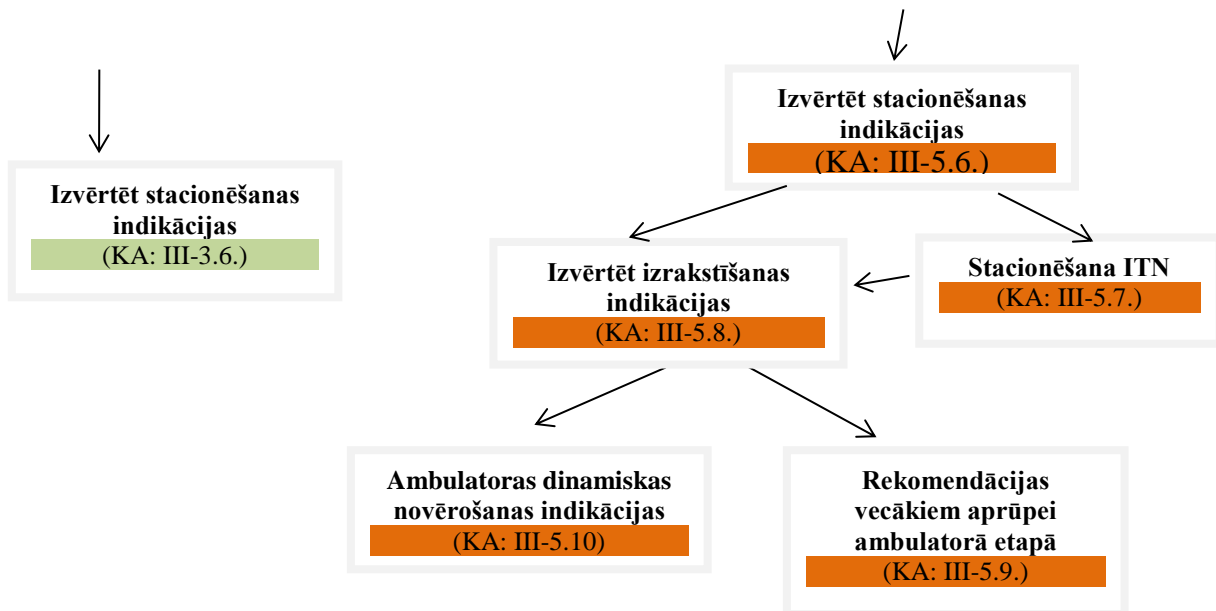 Izvērtēt stacionēšanas
indikācijas
(KA: III-5.6.)
Izvērtēt stacionēšanas
indikācijas
(KA: III-3.6.)
Izvērtēt izrakstīšanas
indikācijas
(KA: III-5.8.)
Stacionēšana ITN
(KA: III-5.7.)
Ambulatoras dinamiskas
novērošanas indikācijas
(KA: III-5.10)
Rekomendācijas
vecākiem aprūpei
ambulatorā etapā
(KA: III-5.9.)